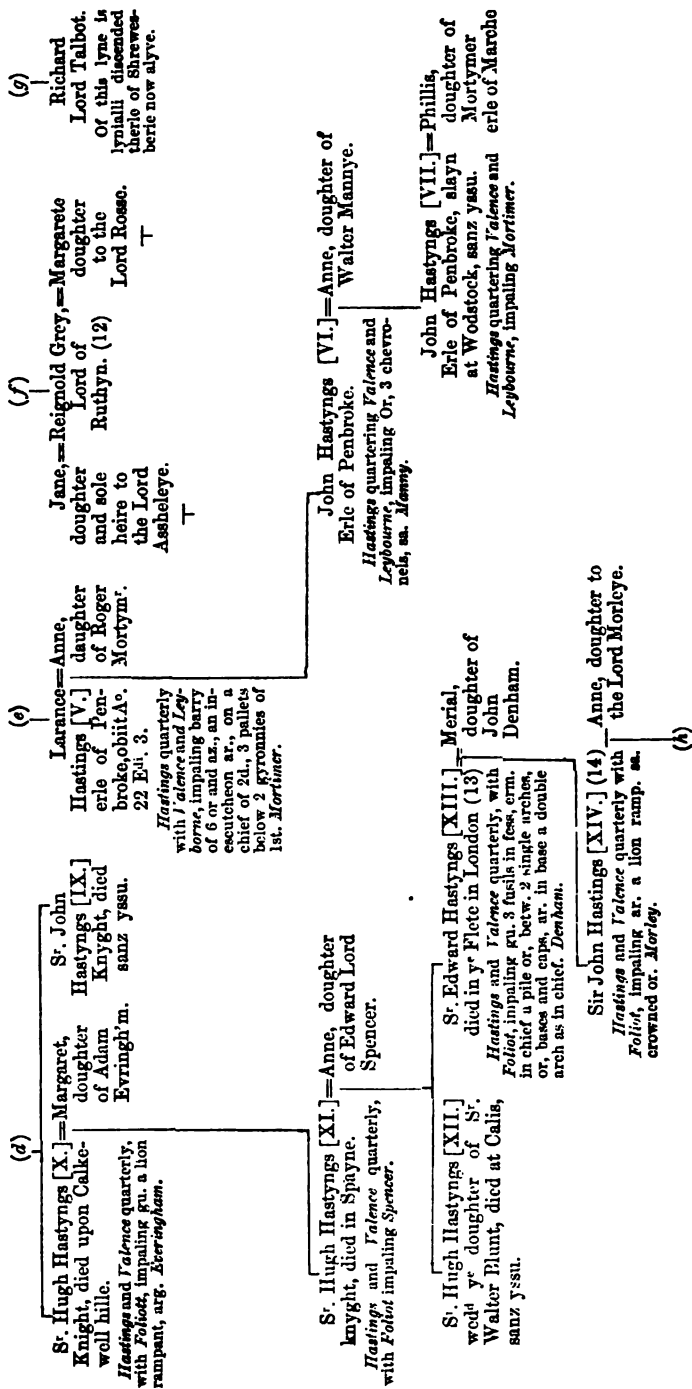 (d)
Sr. Hugh Hastyngs [X.]=Margaret,
Knight, died upon Calke-
well hille.
doughter
of Adam
Evringh'm.
Hastings and Valence quarterly,
with Foliott, impaling gu. a lion
rampant, arg. Everingham.
Sr. John
Hastyngs [IX.]
Knyght, died
sanz yssu.
Sr. Hugh Hastyngs [XI.]=Anne, doughter
knyght, died in Spayne.
of Edward Lord
Spencer.
Hastings and Valence quarterly,
with Foliot impaling Spencer.
Sr. Hugh Hastyngs [XII.]
wedd ye doughter of Sr.
Walter Blunt, died at Calis,
sanz yssu.
Sr. Edward Hastyngs [XIII.]=Merial,
died in ye Flete in London (13)
doughter of
John
Denham.
Hastings and Valence quarterly, with
Foliot, impaling gu. 3 fusils in fess, erm.
in chief a pile or, betw. 2 single arches,
or, bases and caps, ar. in base a double
arch as in chief. Denham.
Sir John Hastings [XIV.] (14)=Anne, doughter to
the Lord Morleye.
Hastings and Valence quarterly with
Foliot, impaling ar. a lion ramp. sa.
crowned or. Morley.
(h)
(e)
Larance=Anne,
Hastings [V.]
erle of Pen-
broke, obiit Ao.
22 Edi. 3.
daughter
of Roger
Mortymr.
Hastings quarterly
with Valence and Ley-
borne, impaling barry
of 6 or and az., an in-
escutcheon ar., on a
chief of 2d., 3 pallets
below 2 gyronnies of
1st. Mortimer.
John Hastyngs [VI.]=Anne, doughter of
Erle of Penbroke.
Walter Mannye.
Hastings quartering Valence and
Leybourne, impaling Or, 3 chevro-
nels, sa. Manny.
John Hastyngs [VII.]=Phillis,
Erle of Penbroke, slayn
at Wodstock, sanz yssu.
doughter of
Mortymer
erle of Marche
Hastings quartering Valence and
Leybourne, impaling Mortimer.
(f)
Jane,=Reignold Grey,=Margarete
doughter
and sole
heire to
the Lord
Assheleye.
Lord of
Ruthyn. (12)
doughter
to the
Lord Rosse.
(g)
Richard
Lord Talbot.
Of this lyne is
lynialli discended
therle of Shrewes-
berie now alyve.